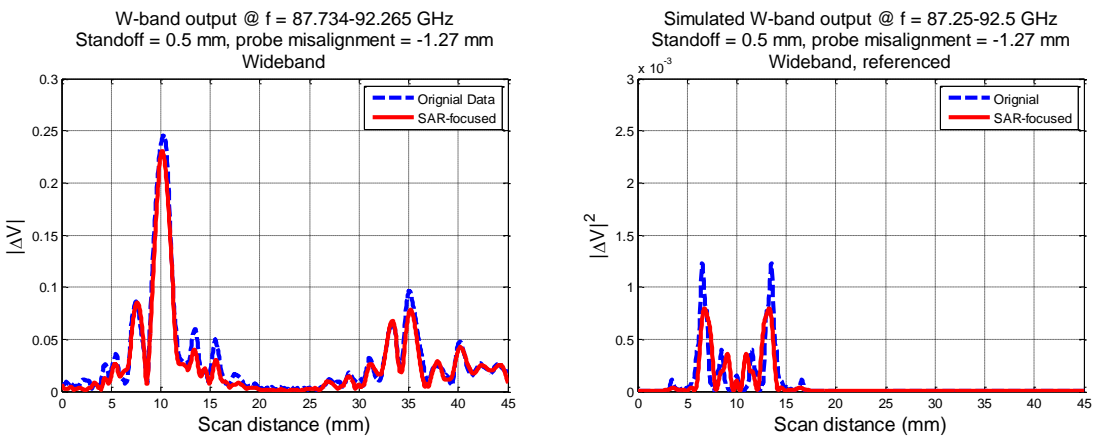 W-band output @ f = 87.734-92.265 GHz
Standoff = 0.5 mm, probe misalignment = -1.27 mm
Wideband
0.3
0.25
0.2
0.15
0.1
0.05
0
|ΔV|
Orignial Data
SAR-focused
0 5 10 15 20 25 30 35 40 45
Scan distance (mm)
Simulated W-band output @ f = 87.25-92.5 GHz
Standoff = 0.5 mm, probe misalignment = -1.27 mm
Wideband, referenced
x 10⁻³
3
2.5
2
1.5
1
0.5
0
|ΔV|²
Orignial
SAR-focused
0 5 10 15 20 25 30 35 40 45
Scan distance (mm)